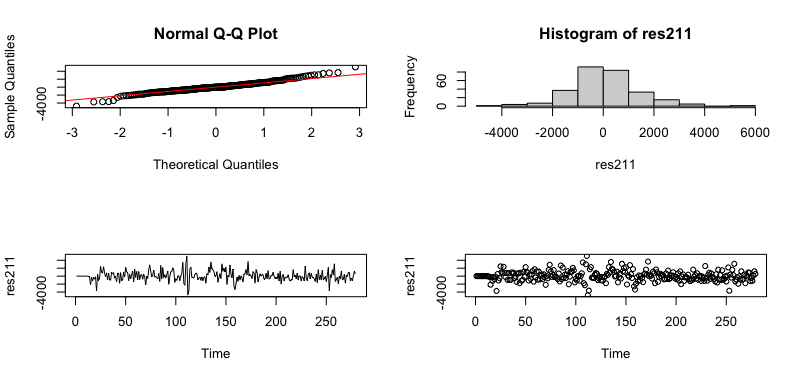 Normal Q-Q Plot
Sample Quantiles
-4000
-3 -2 -1 0 1 2 3
Theoretical Quantiles
Histogram of res211
Frequency
0 60
-4000 -2000 0 2000 4000 6000
res211
res211
-4000
0 50 100 150 200 250
Time
res211
-4000
0 50 100 150 200 250
Time